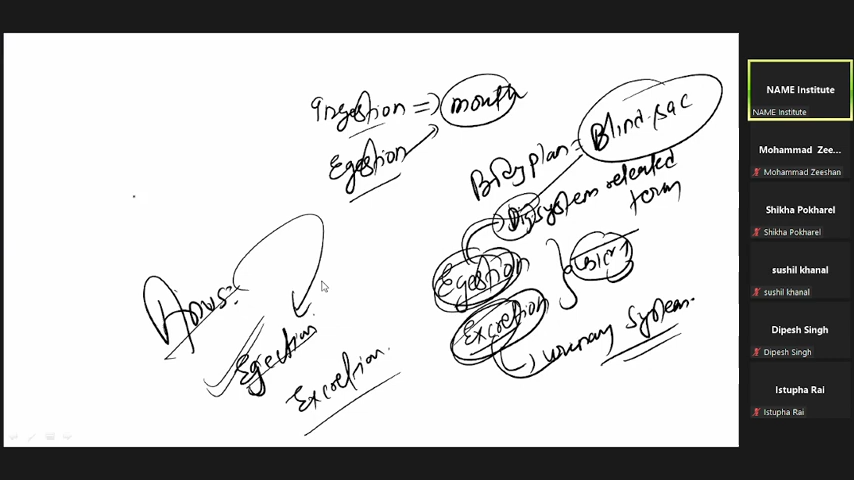 Ingestion => mouth
Egestion
Body plan = Blind-sac
Dig system related term
Egestion
Excretion
urinary system.
Anus:
Egestion.
Excretion.
NAME Institute
NAME Institute
Mohammad Zee...
Mohammad Zeeshan
Shikha Pokharel
Shikha Pokharel
sushil khanal
sushil khanal
Dipesh Singh
Dipesh Singh
Istupha Rai
Istupha Rai